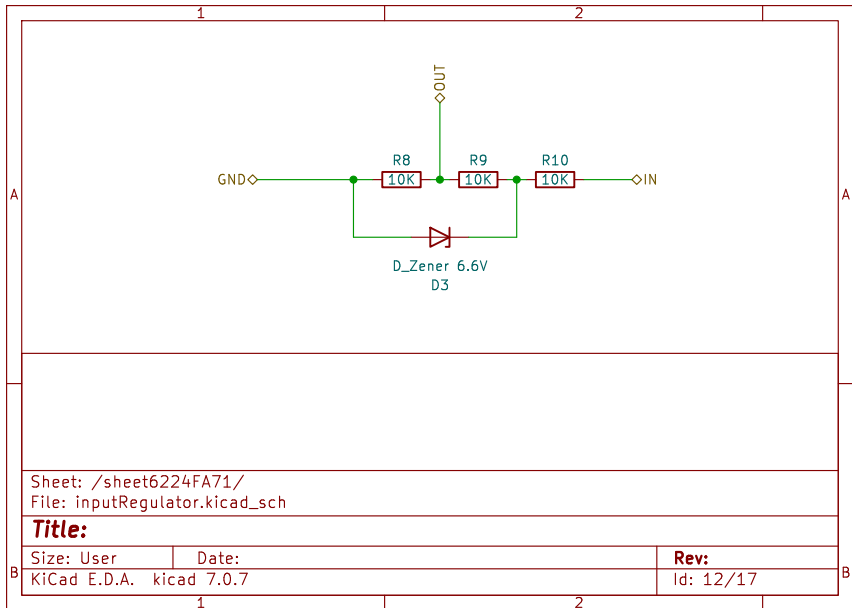 1 2
OUT
R8 R9 R10
GND 10K 10K 10K IN
A A
D_Zener 6.6V
D3
Sheet: /sheet6224FA71/
File: inputRegulator.kicad_sch
Title:
Size: User Date: Rev:
B KiCad E.D.A. kicad 7.0.7 Id: 12/17 B
1 2